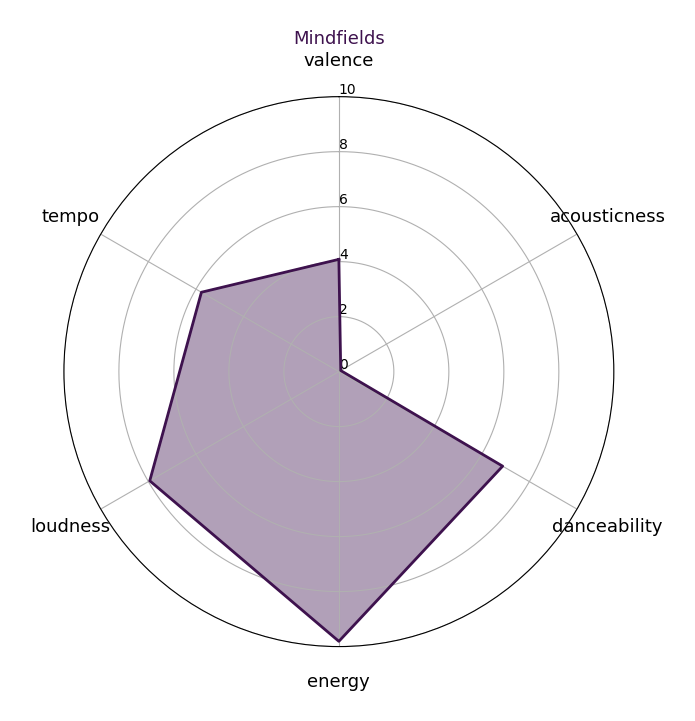 Mindfields
valence
10
8
6
4
2
0
tempo
acousticness
loudness
danceability
energy